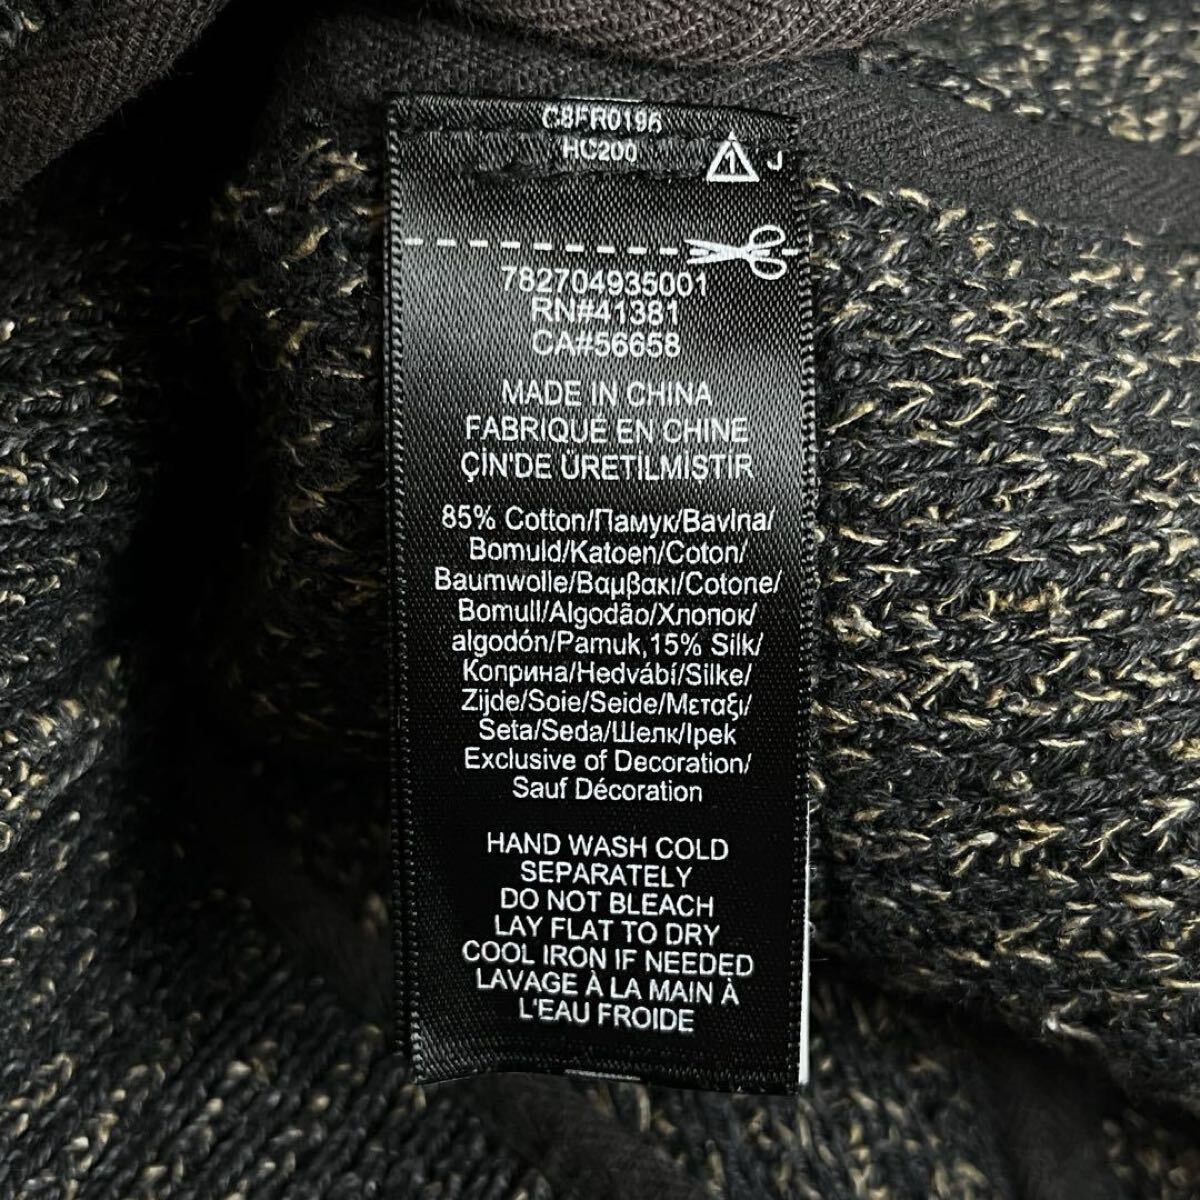 C8FR0196
HC200
1 J
782704935001
RN#41381
CA#56658
MADE IN CHINA
FABRIQUÉ EN CHINE
ÇİN'DE ÜRETİLMİŞTİR
85% Cotton/Памук/Bavlna/
Bomuld/Katoen/Coton/
Baumwolle/Βαμβακι/Cotone/
Bomull/Algodão/Хлопок/
algodón/Pamuk,15% Silk/
Коприна/Hedvábí/Silke/
Zijde/Soie/Seide/Μεταξι/
Seta/Seda/Шелк/Ipek
Exclusive of Decoration/
Sauf Décoration
HAND WASH COLD
SEPARATELY
DO NOT BLEACH
LAY FLAT TO DRY
COOL IRON IF NEEDED
LAVAGE À LA MAIN À
L'EAU FROIDE